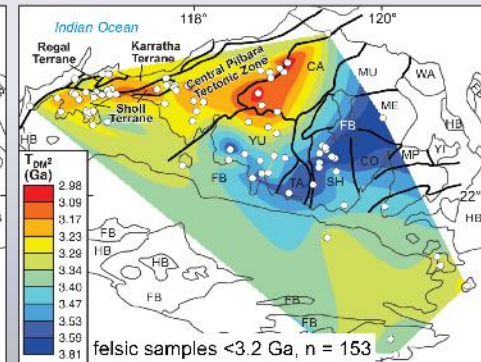 Indian Ocean
118°
120°
Regal
Terrane
Karratha
Terrane
Central Pilbara
Tectonic Zone
CA
MU
WA
Sholl
Terrane
ME
HB
FB
HB
YU
MP
YI
CO
FB
TA
SH
22°
HB
T_DM²
(Ga)
2.98
3.09
3.17
3.23
3.29
3.34
3.40
3.47
3.53
3.59
3.81
FB
HB
HB
FB
FB
FB
felsic samples <3.2 Ga, n = 153